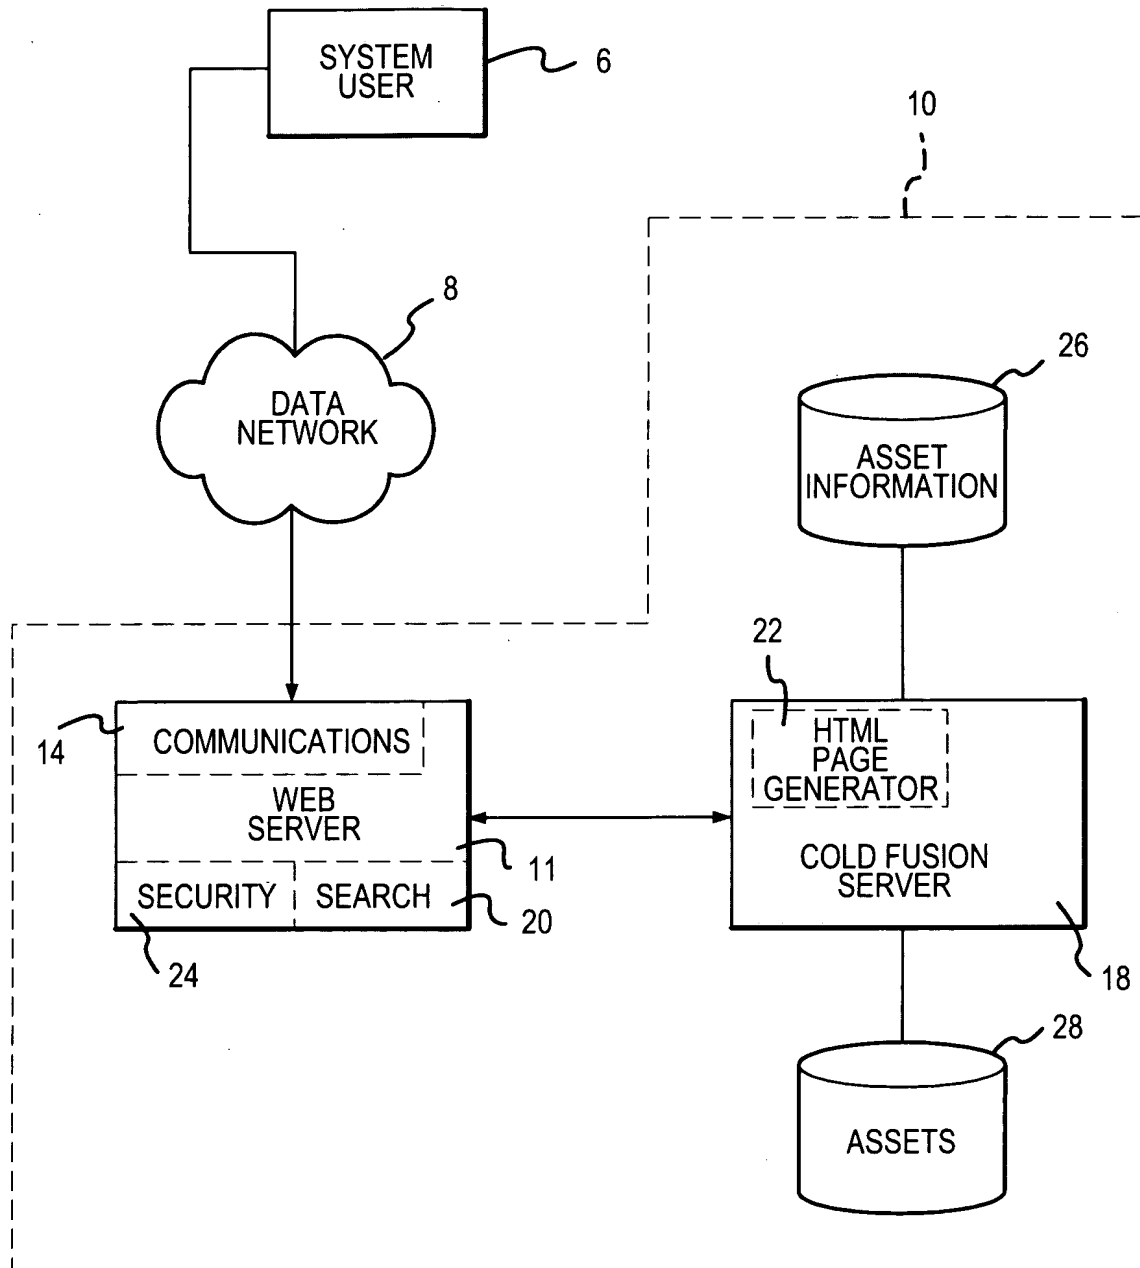 SYSTEM
USER
6
10
8
DATA
NETWORK
26
ASSET
INFORMATION
22
14
COMMUNICATIONS
HTML
PAGE
GENERATOR
WEB
SERVER
11
COLD FUSION
SERVER
SECURITY
SEARCH
20
24
18
28
ASSETS